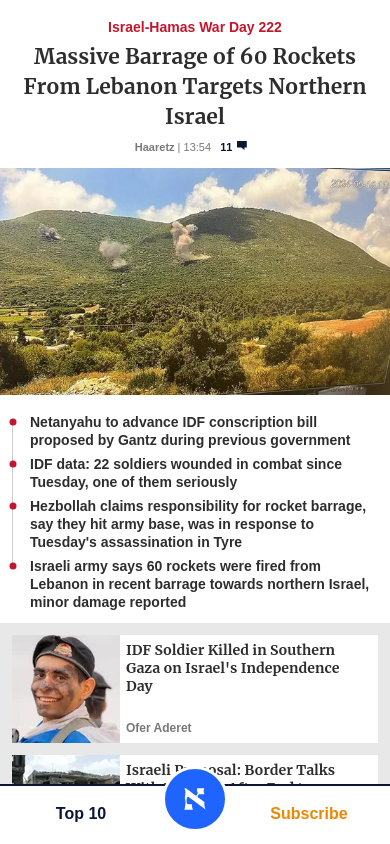 Israel-Hamas War Day 222
Massive Barrage of 60 Rockets
From Lebanon Targets Northern
Israel
Haaretz | 13:54 11
Netanyahu to advance IDF conscription bill
proposed by Gantz during previous government
IDF data: 22 soldiers wounded in combat since
Tuesday, one of them seriously
Hezbollah claims responsibility for rocket barrage,
say they hit army base, was in response to
Tuesday's assassination in Tyre
Israeli army says 60 rockets were fired from
Lebanon in recent barrage towards northern Israel,
minor damage reported
IDF Soldier Killed in Southern
Gaza on Israel's Independence
Day
Ofer Aderet
Israeli Border Talks
Top 10
Subscribe